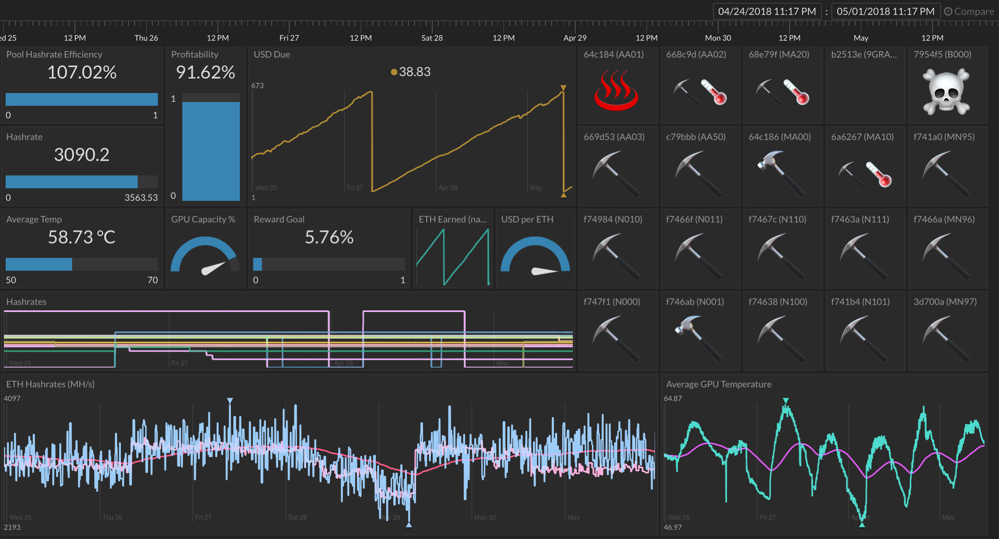 04/24/2018 11:17 PM : 05/01/2018 11:17 PM Compare
ed 25 12 PM Thu 26 12 PM Fri 27 12 PM Sat 28 12 PM Apr 29 12 PM Mon 30 12 PM May 12 PM
Pool Hashrate Efficiency
107.02%
0 1
Profitability
91.62%
1
0
USD Due
38.83
673
Wed 25 Fri 27 Apr 29 May
1
64c184 (AA01)
668c9d (AA02)
68e79f (MA20)
b2513e (9GRA...
7954f5 (B000)
Hashrate
3090.2
0 3563.53
669d53 (AA03)
c79bbb (AA50)
64c186 (MA00)
6a6267 (MA10)
f741a0 (MN95)
Average Temp
58.73 °C
50 70
GPU Capacity %
Reward Goal
5.76%
0 1
ETH Earned (na...
USD per ETH
f74984 (N010)
f7466f (N011)
f7467c (N110)
f7463a (N111)
f7466a (MN96)
Hashrates
Wed 25 Fri 27 Apr 29 May
f747f1 (N000)
f746ab (N001)
f74638 (N100)
f741b4 (N101)
3d700a (MN97)
ETH Hashrates (MH/s)
4097
Wed 25 Thu 26 Fri 27 Sat 28 Apr 29 Mon 30 May
2193
Average GPU Temperature
64.87
Wed 25 Fri 27 Apr 29 May
46.97